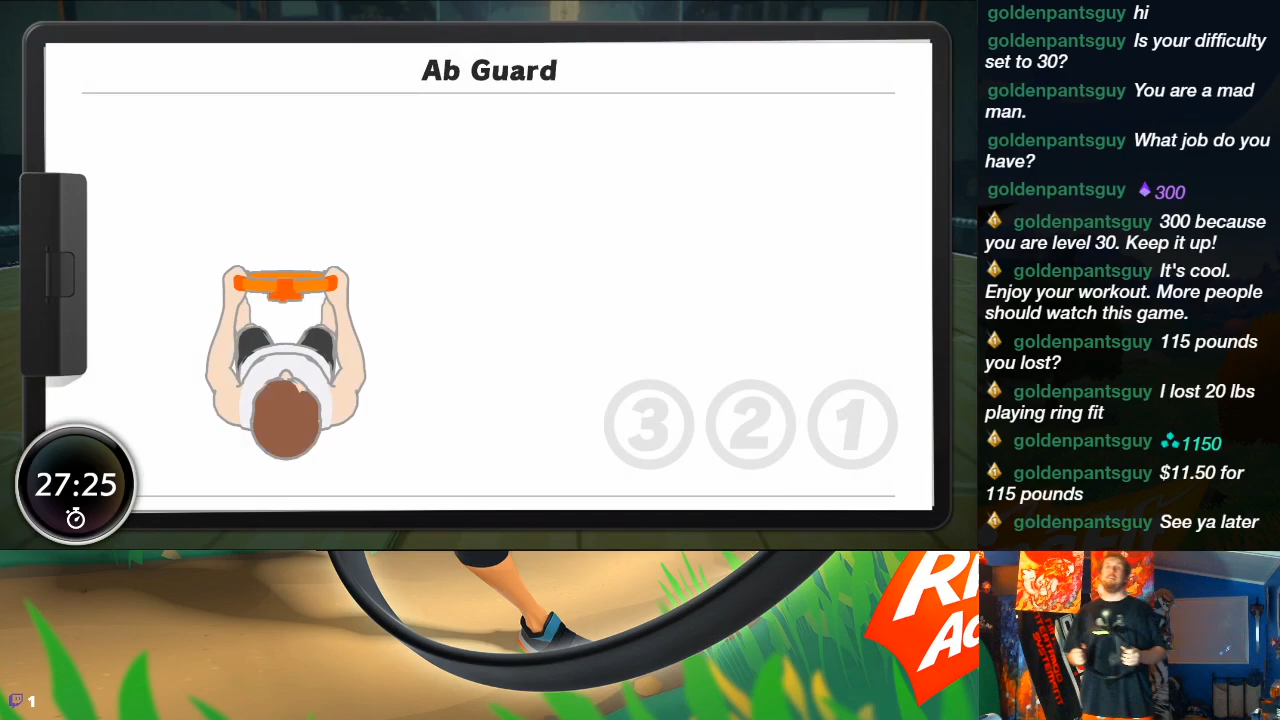 Ab Guard
3 2 1
27:25
goldenpantsguy hi
goldenpantsguy Is your difficulty
set to 30?
goldenpantsguy You are a mad
man.
goldenpantsguy What job do you
have?
goldenpantsguy 300
goldenpantsguy 300 because
you are level 30. Keep it up!
goldenpantsguy It's cool.
Enjoy your workout. More people
should watch this game.
goldenpantsguy 115 pounds
you lost?
goldenpantsguy I lost 20 lbs
playing ring fit
goldenpantsguy 1150
goldenpantsguy $11.50 for
115 pounds
goldenpantsguy See ya later
1